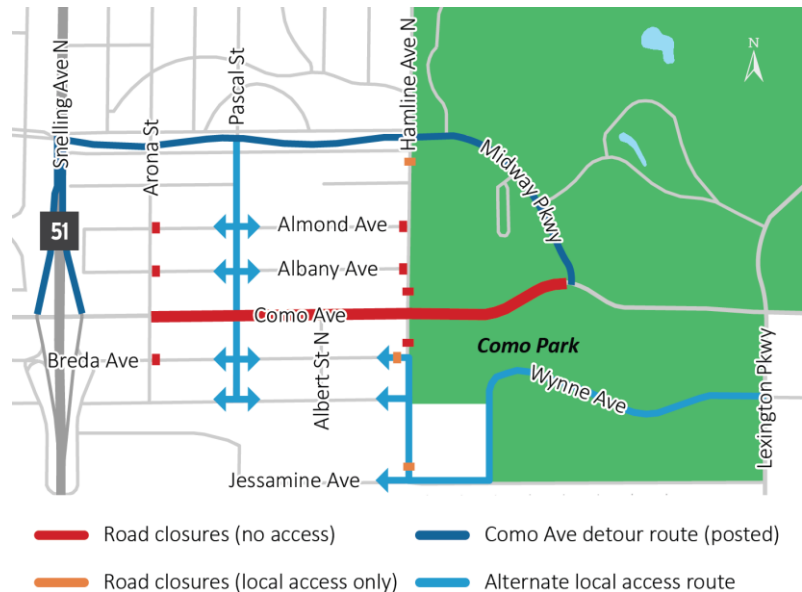 Snelling Ave N
Arona St
Pascal St
Hamline Ave N
N
Midway Pkwy
51
Almond Ave
Albany Ave
Como Ave
Albert St N
Breda Ave
Como Park
Wynne Ave
Lexington Pkwy
Jessamine Ave
Road closures (no access)
Como Ave detour route (posted)
Road closures (local access only)
Alternate local access route